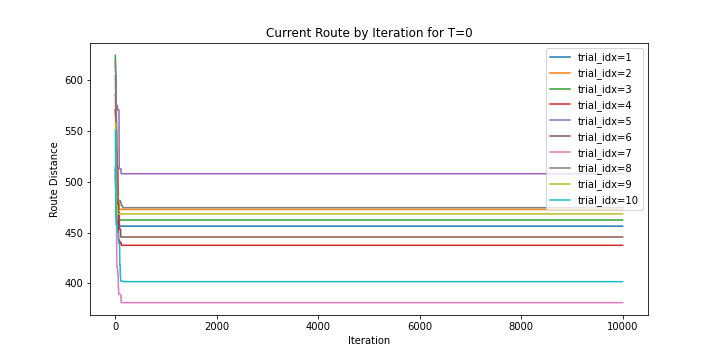 Current Route by Iteration for T=0
Route Distance
600
550
500
450
400
0
2000
4000
6000
8000
10000
Iteration
trial_idx=1
trial_idx=2
trial_idx=3
trial_idx=4
trial_idx=5
trial_idx=6
trial_idx=7
trial_idx=8
trial_idx=9
trial_idx=10